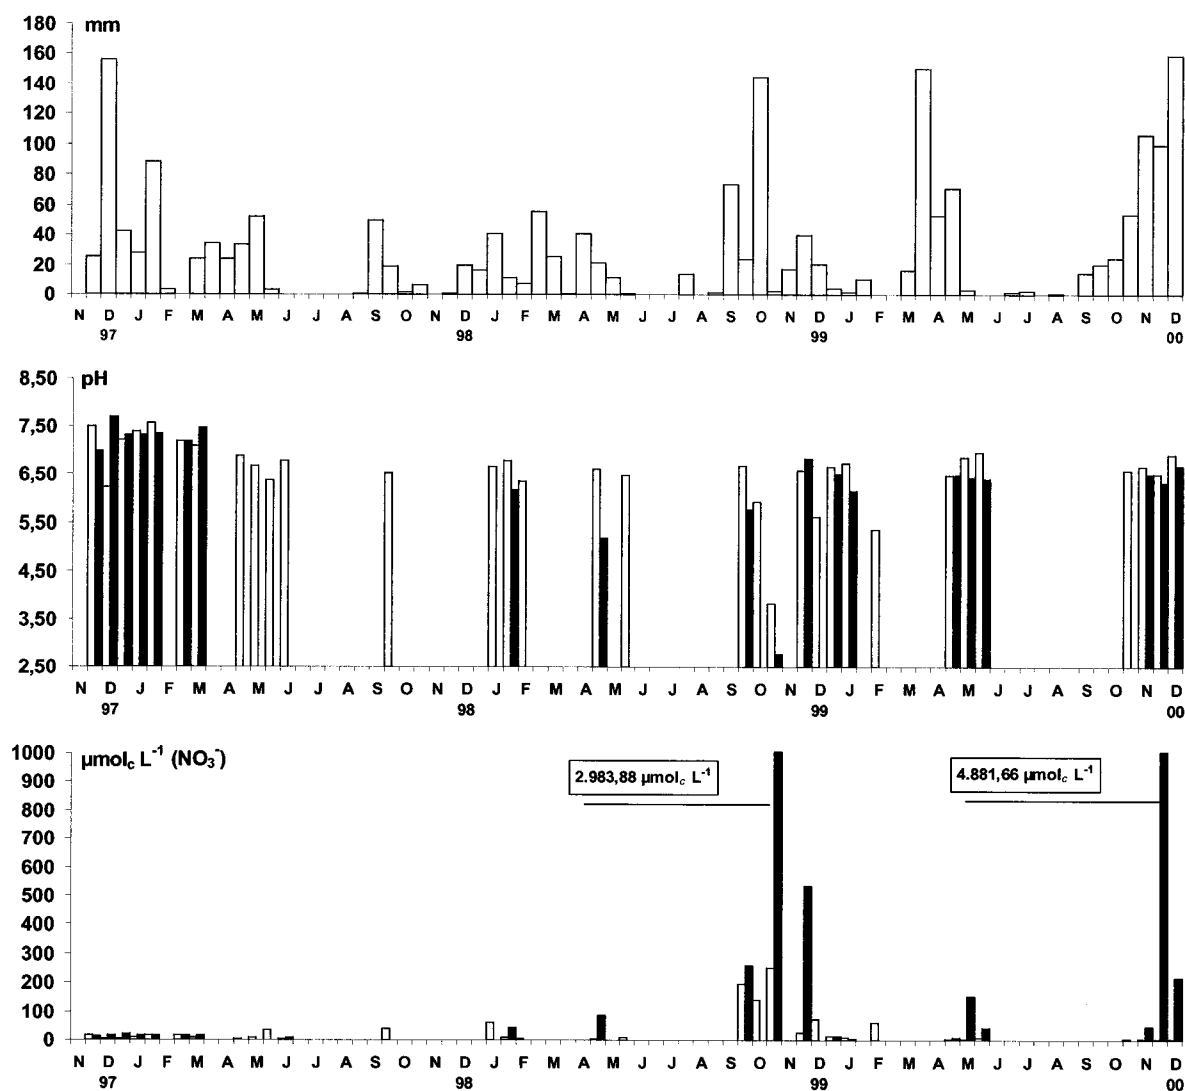 mm
180
160
140
120
100
80
60
40
20
0
N D J F M A M J J A S O N D J F M A M J J A S O N D J F M A M J J A S O N D
97 98 99 00
pH
8,50
7,50
6,50
5,50
4,50
3,50
2,50
N D J F M A M J J A S O N D J F M A M J J A S O N D J F M A M J J A S O N D
97 98 99 00
µmolc L-1 (NO3-)
1000
900
800
700
600
500
400
300
200
100
0
2.983,88 µmolc L-1
4.881,66 µmolc L-1
N D J F M A M J J A S O N D J F M A M J J A S O N D J F M A M J J A S O N D
97 98 99 00